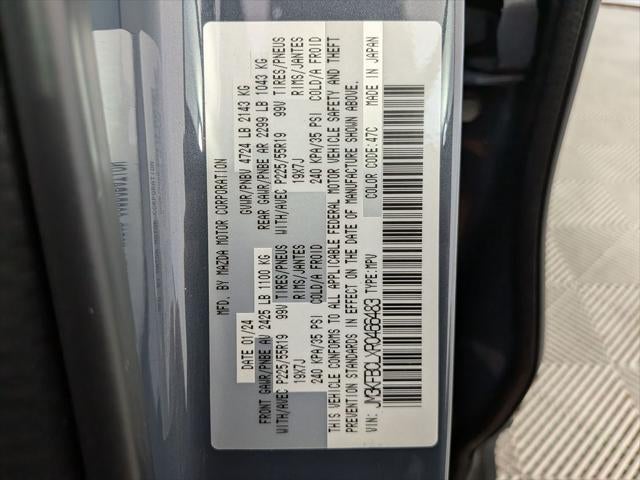 MFD. BY MAZDA MOTOR CORPORATION
DATE 01/24 GVWR/PNBV 4724 LB 2143 KG
FRONT GAWR/PNBE AV 2425 LB 1100 KG REAR GAWR/PNBE AR 2299 LB 1043 KG
WITH/AVEC P225/55R19 99V TIRES/PNEUS WITH/AVEC P225/55R19 99V TIRES/PNEUS
19X7J RIMS/JANTES 19X7J RIMS/JANTES
240 KPA/35 PSI COLD/A FROID 240 KPA/35 PSI COLD/A FROID
THIS VEHICLE CONFORMS TO ALL APPLICABLE FEDERAL MOTOR VEHICLE SAFETY AND THEFT
PREVENTION STANDARDS IN EFFECT ON THE DATE OF MANUFACTURE SHOWN ABOVE.
COLOR CODE:47C MADE IN JAPAN
JM3KFBCLXR0466483
VIN: TYPE:MPV